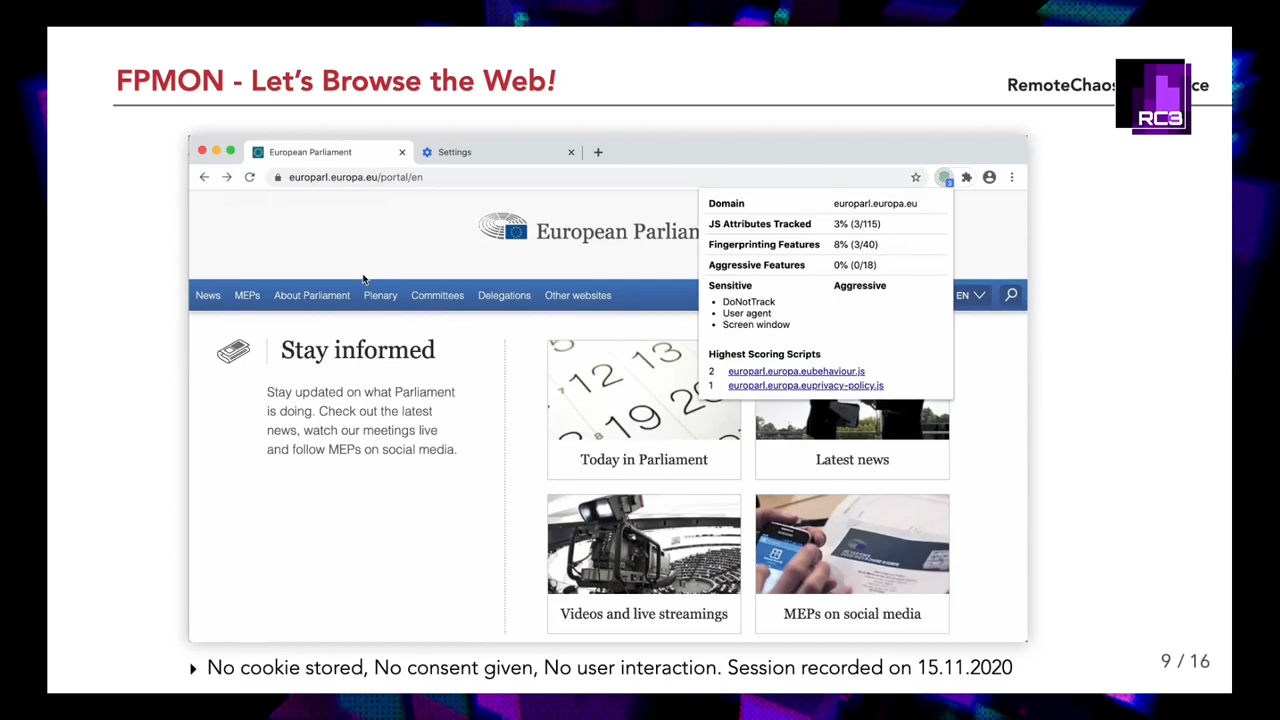 FPMON - Let's Browse the Web!
RemoteChaos
ce
RC3
European Parliament
Settings
europarl.europa.eu/portal/en
3
European Parliam
Domain europarl.europa.eu
JS Attributes Tracked 3% (3/115)
Fingerprinting Features 8% (3/40)
Aggressive Features 0% (0/18)
Sensitive Aggressive
• DoNotTrack
• User agent
• Screen window
Highest Scoring Scripts
2 europarl.europa.eubehaviour.js
1 europarl.europa.euprivacy-policy.js
News MEPs About Parliament Plenary Committees Delegations Other websites EN
Stay informed
Stay updated on what Parliament
is doing. Check out the latest
news, watch our meetings live
and follow MEPs on social media.
12 13
19
Today in Parliament
Latest news
Videos and live streamings
MEPs on social media
No cookie stored, No consent given, No user interaction. Session recorded on 15.11.2020
9 / 16